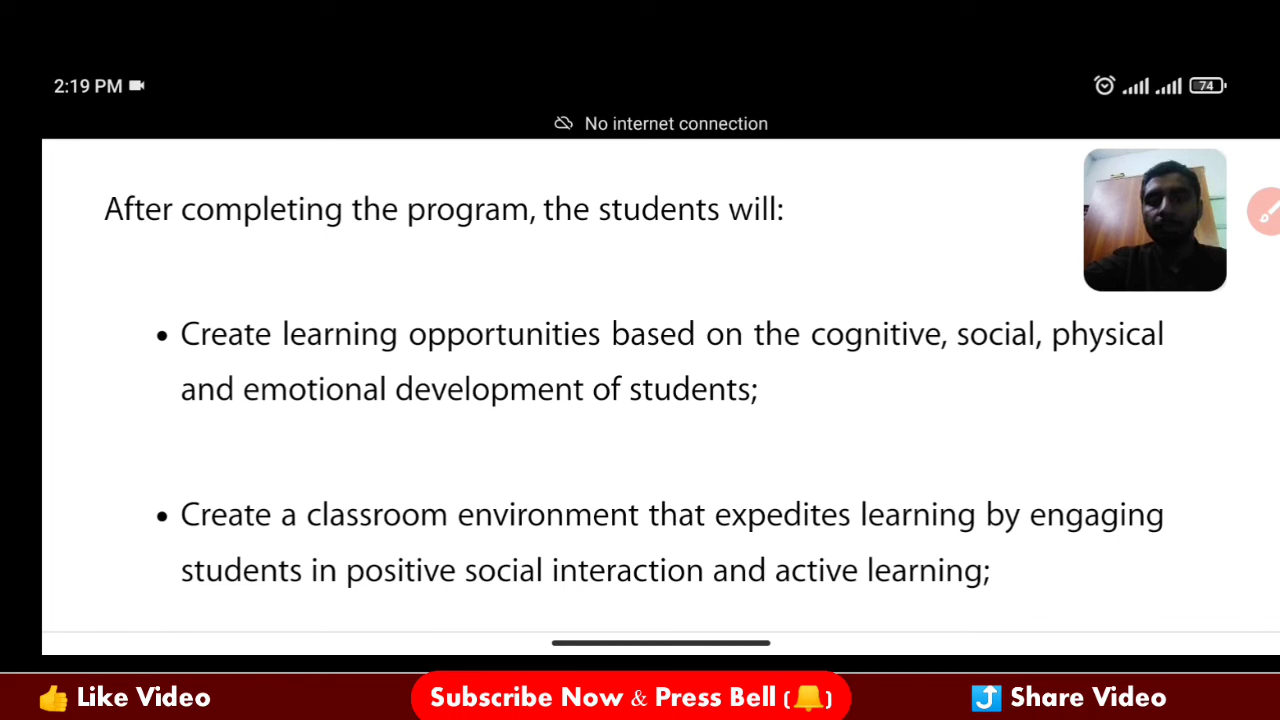 2:19 PM
74
No internet connection
After completing the program, the students will:
• Create learning opportunities based on the cognitive, social, physical
and emotional development of students;
• Create a classroom environment that expedites learning by engaging
students in positive social interaction and active learning;
Like Video
Subscribe Now & Press Bell (🔔)
Share Video